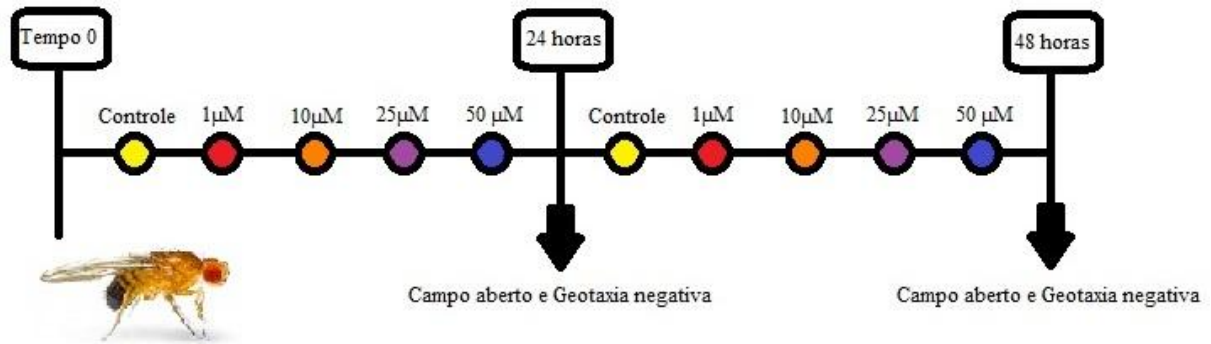 Tempo 0
24 horas
48 horas
Controle 1µM 10µM 25µM 50 µM Controle 1µM 10µM 25µM 50 µM
Campo aberto e Geotaxia negativa
Campo aberto e Geotaxia negativa